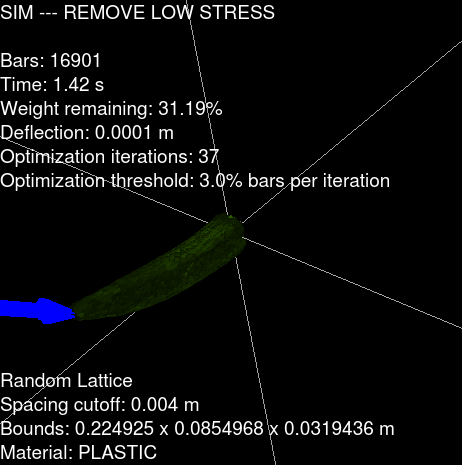 SIM --- REMOVE LOW STRESS
Bars: 16901
Time: 1.42 s
Weight remaining: 31.19%
Deflection: 0.0001 m
Optimization iterations: 37
Optimization threshold: 3.0% bars per iteration
Random Lattice
Spacing cutoff: 0.004 m
Bounds: 0.224925 x 0.0854968 x 0.0319436 m
Material: PLASTIC